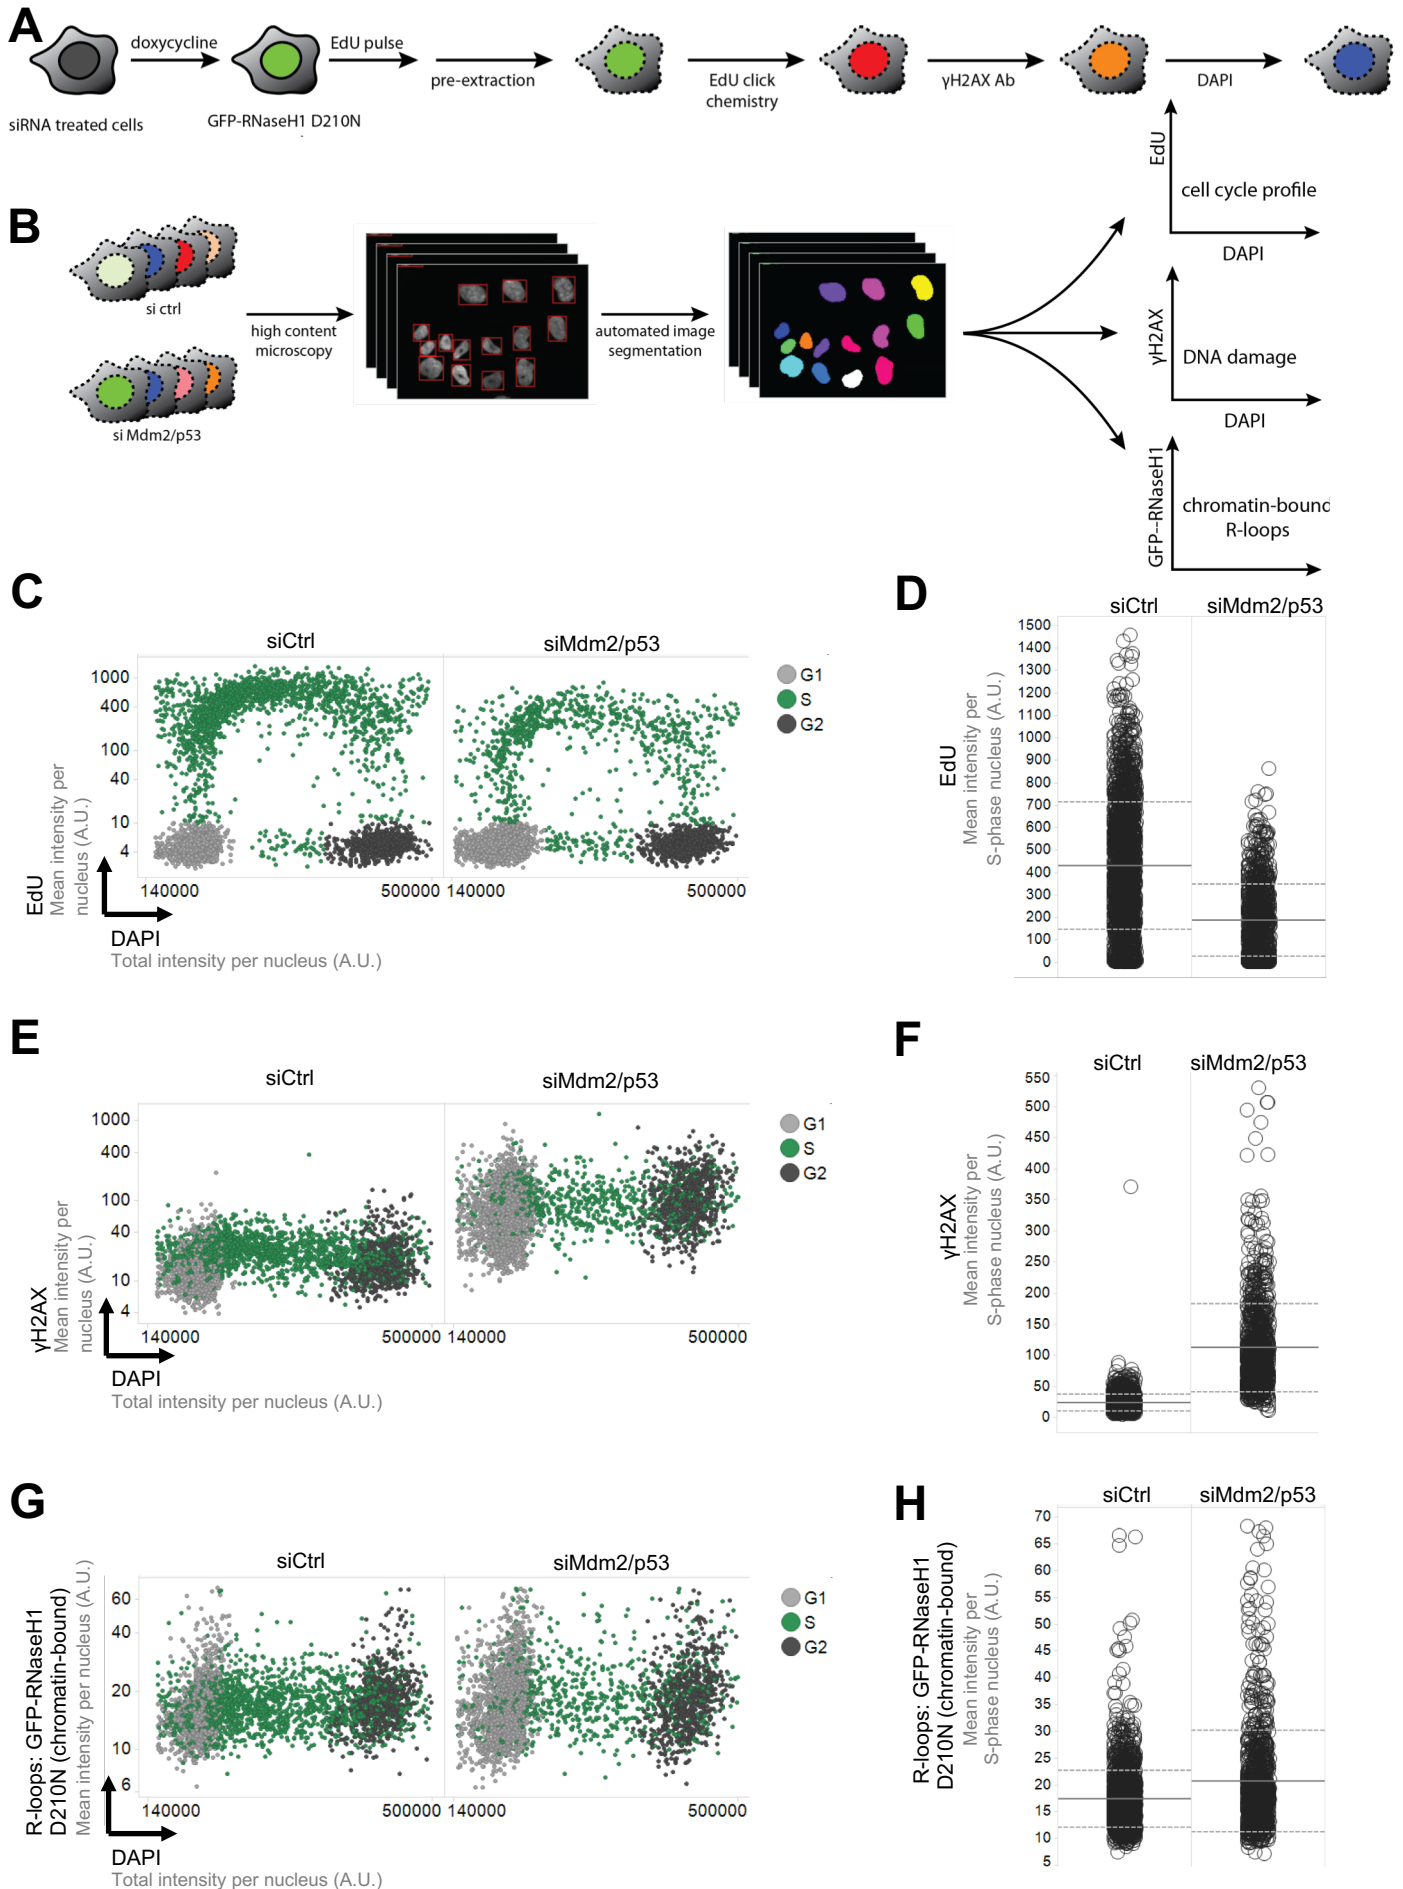 A
doxycycline
EdU pulse
pre-extraction
EdU click
chemistry
γH2AX Ab
DAPI
siRNA treated cells
GFP-RNaseH1 D210N
B
si ctrl
si Mdm2/p53
high content
microscopy
automated image
segmentation
EdU
cell cycle profile
DAPI
γH2AX
DNA damage
DAPI
GFP--RNaseH1
chromatin-bound
R-loops
C
siCtrl
siMdm2/p53
G1
S
G2
1000
400
100
40
10
4
EdU
Mean intensity per
nucleus (A.U.)
140000
500000
140000
500000
DAPI
Total intensity per nucleus (A.U.)
D
siCtrl
siMdm2/p53
EdU
Mean intensity per
S-phase nucleus (A.U.)
1500
1400
1300
1200
1100
1000
900
800
700
600
500
400
300
200
100
0
E
siCtrl
siMdm2/p53
G1
S
G2
1000
400
100
40
10
4
γH2AX
Mean intensity per
nucleus (A.U.)
140000
500000
140000
500000
DAPI
Total intensity per nucleus (A.U.)
F
siCtrl
siMdm2/p53
γH2AX
Mean intensity per
S-phase nucleus (A.U.)
550
500
450
400
350
300
250
200
150
100
50
0
G
siCtrl
siMdm2/p53
G1
S
G2
60
40
20
10
6
R-loops: GFP-RNaseH1
D210N (chromatin-bound)
Mean intensity per nucleus (A.U.)
140000
500000
140000
500000
DAPI
Total intensity per nucleus (A.U.)
H
siCtrl
siMdm2/p53
R-loops: GFP-RNaseH1
D210N (chromatin-bound)
Mean intensity per
S-phase nucleus (A.U.)
70
65
60
55
50
45
40
35
30
25
20
15
10
5